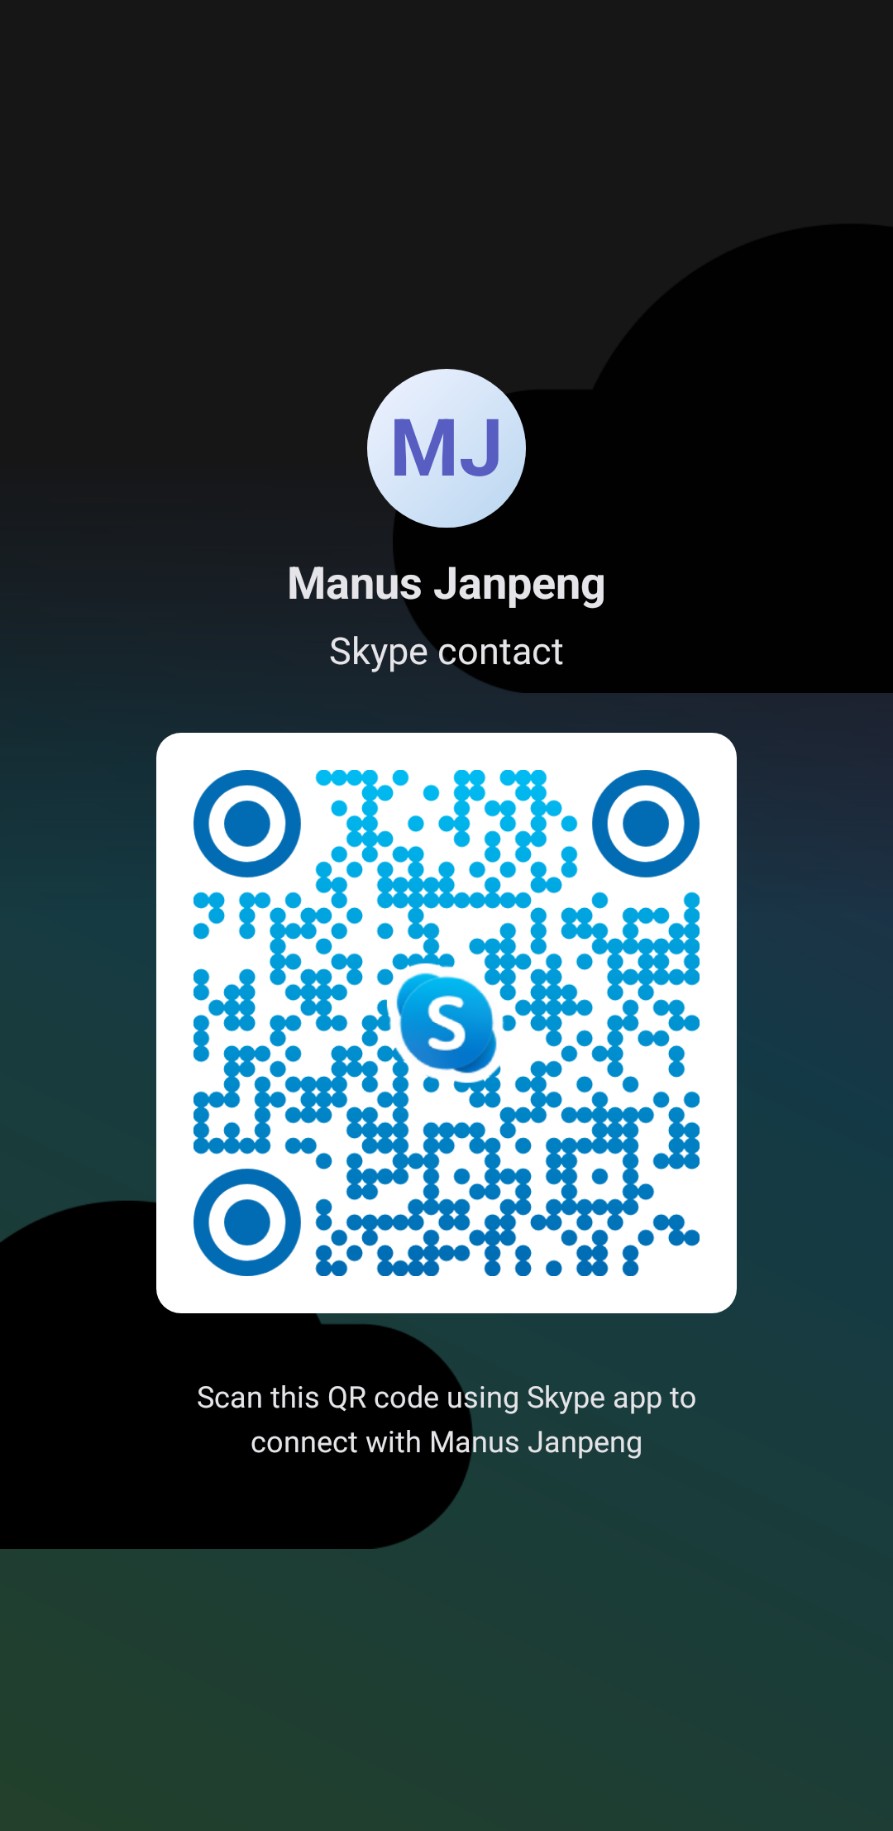 MJ
Manus Janpeng
Skype contact
S
Scan this QR code using Skype app to
connect with Manus Janpeng